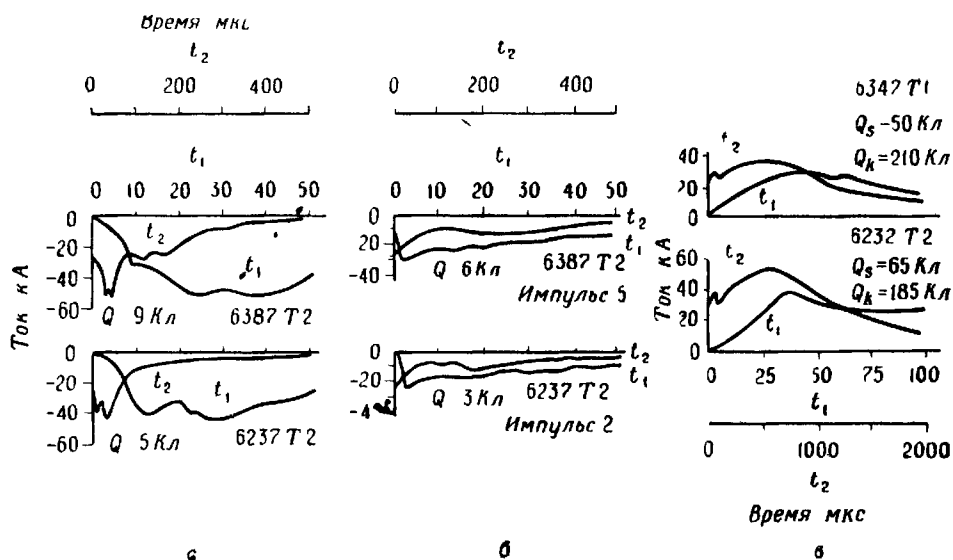 Время мкс
t₂
0 200 400
t₁
0 10 20 30 40 50
Ток кА
0
-20
-40
-60
t₂
t₁
Q 9 Кл 6387 Т2
0
-20
-40
-60
t₂
t₁
Q 5 Кл 6237 Т2
а
t₂
0 200 400
t₁
0 10 20 30 40 50
0
-20
-40
t₂
t₁
Q 6 Кл 6387 Т2
Импульс 5
0
-20
-4
t₂
t₁
Q 3 Кл 6237 Т2
Импульс 2
б
6347 Т1
Qs -50 Кл
Qk = 210 Кл
Ток кА
40
20
0
t₂
t₁
6232 Т2
Qs = 65 Кл
Qk = 185 Кл
60
40
20
0
t₂
t₁
0 25 50 75 100
t₁
0 1000 2000
t₂
Время мкс
в